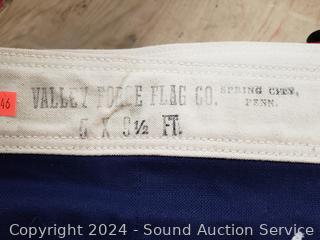 46
VALLEY FORGE FLAG CO. SPRING CITY,
PENN.
5 X 9½ FT.
Copyright 2024 - Sound Auction Service